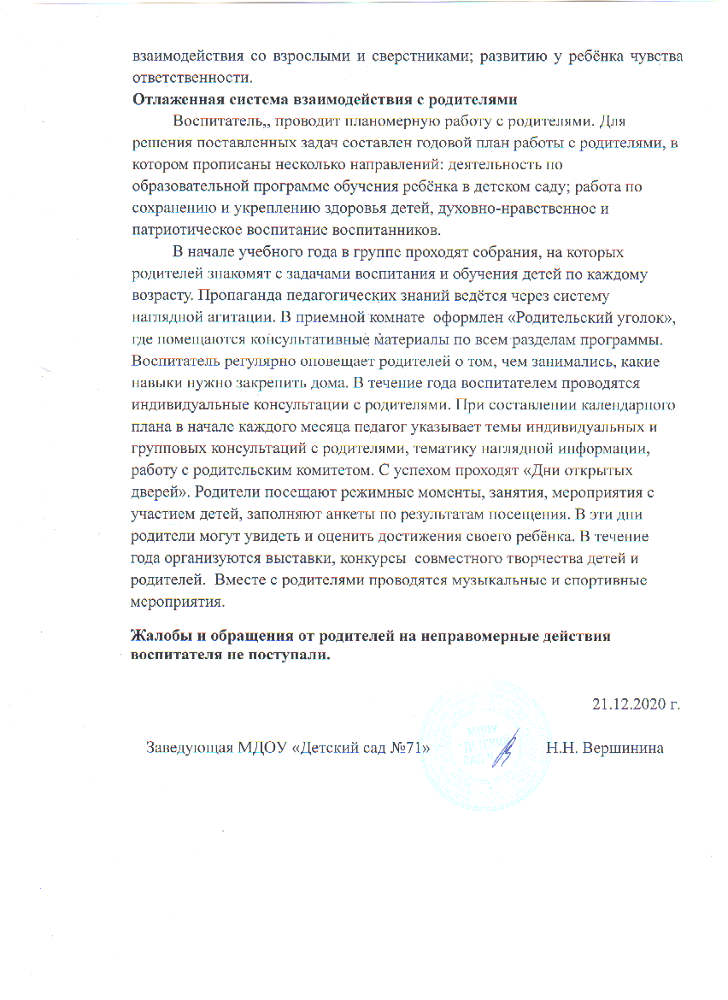 взаимодействия со взрослыми и сверстниками; развитию у ребёнка чувства
ответственности.
Отлаженная система взаимодействия с родителями
Воспитатель,, проводит планомерную работу с родителями. Для
решения поставленных задач составлен годовой план работы с родителями, в
котором прописаны несколько направлений: деятельность по
образовательной программе обучения ребёнка в детском саду; работа по
сохранению и укреплению здоровья детей, духовно-нравственное и
патриотическое воспитание воспитанников.
В начале учебного года в группе проходят собрания, на которых
родителей знакомят с задачами воспитания и обучения детей по каждому
возрасту. Пропаганда педагогических знаний ведётся через систему
наглядной агитации. В приемной комнате оформлен «Родительский уголок»,
где помещаются консультативные материалы по всем разделам программы.
Воспитатель регулярно оповещает родителей о том, чем занимались, какие
навыки нужно закрепить дома. В течение года воспитателем проводятся
индивидуальные консультации с родителями. При составлении календарного
плана в начале каждого месяца педагог указывает темы индивидуальных и
групповых консультаций с родителями, тематику наглядной информации,
работу с родительским комитетом. С успехом проходят «Дни открытых
дверей». Родители посещают режимные моменты, занятия, мероприятия с
участием детей, заполняют анкеты по результатам посещения. В эти дни
родители могут увидеть и оценить достижения своего ребёнка. В течение
года организуются выставки, конкурсы совместного творчества детей и
родителей. Вместе с родителями проводятся музыкальные и спортивные
мероприятия.
Жалобы и обращения от родителей на неправомерные действия
воспитателя не поступали.
21.12.2020 г.
Заведующая МДОУ «Детский сад №71» Н.Н. Вершинина